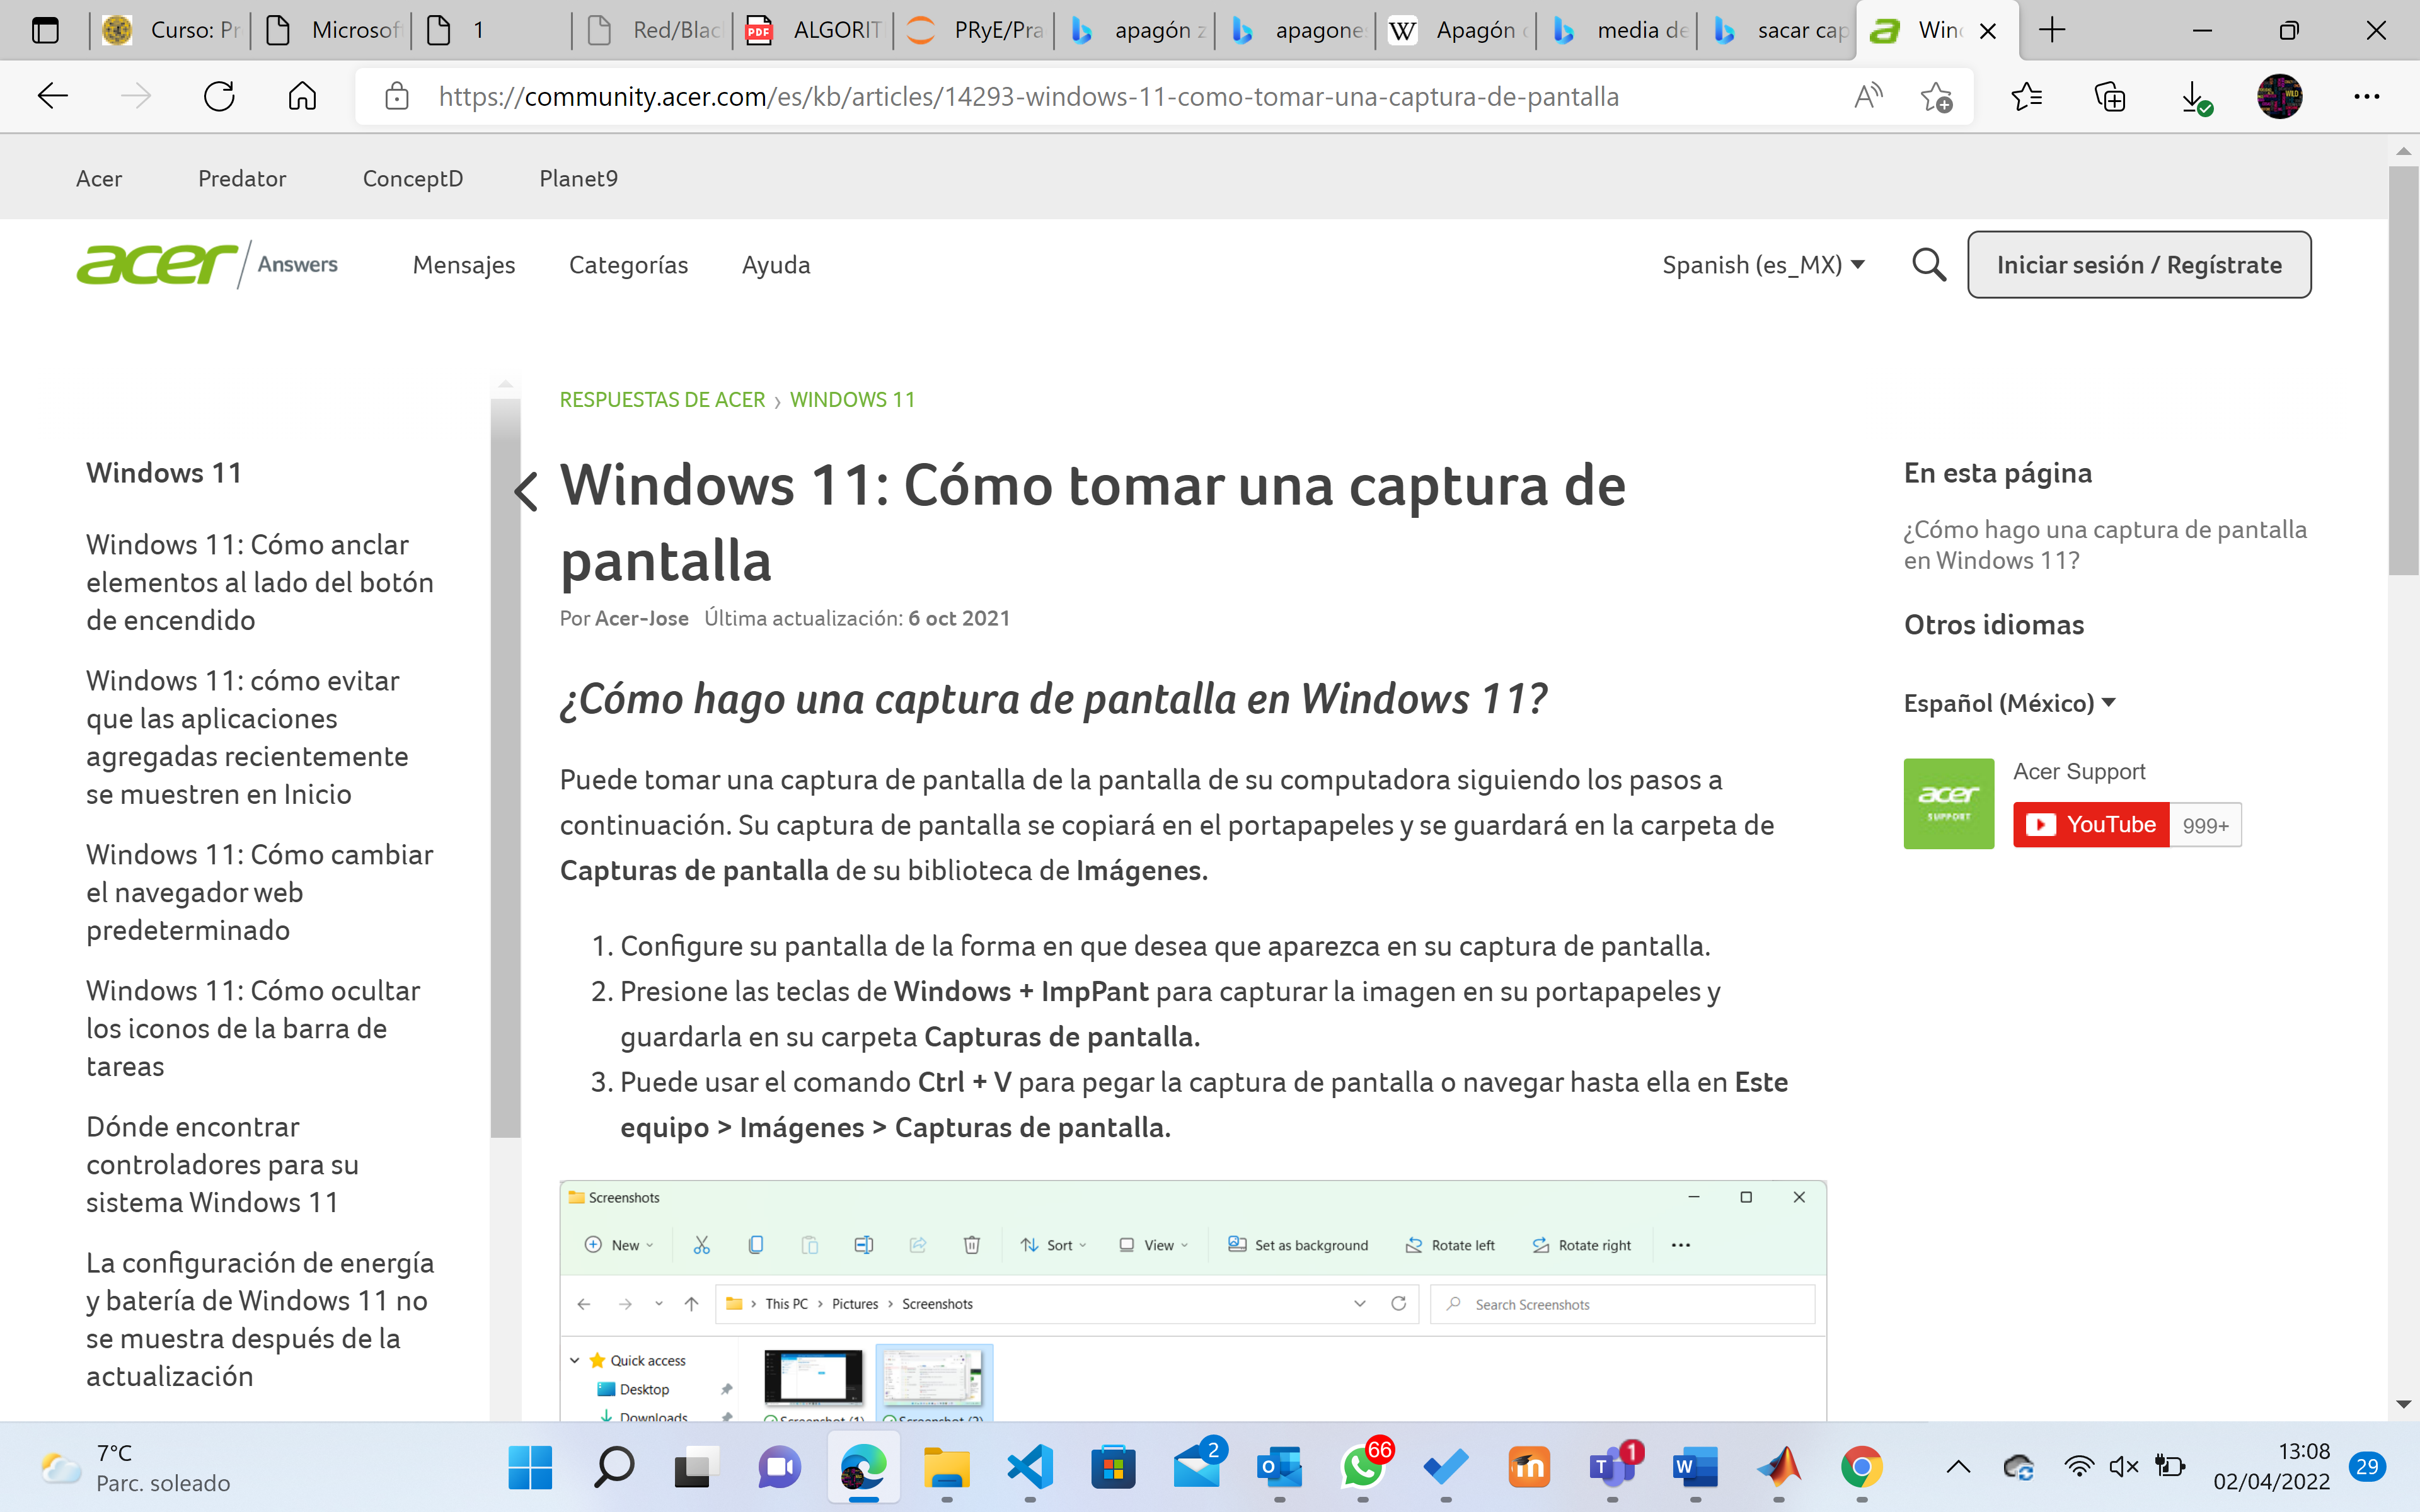 Curso: Pr
Microsoft
1
Red/Blac
ALGORIT
PRyE/Pra
apagón z
apagone
Apagón
media de
sacar cap
Win
https://community.acer.com/es/kb/articles/14293-windows-11-como-tomar-una-captura-de-pantalla
Acer Predator ConceptD Planet9
acer Answers Mensajes Categorías Ayuda Spanish (es_MX) Iniciar sesión / Regístrate
Windows 11
Windows 11: Cómo anclar
elementos al lado del botón
de encendido
Windows 11: cómo evitar
que las aplicaciones
agregadas recientemente
se muestren en Inicio
Windows 11: Cómo cambiar
el navegador web
predeterminado
Windows 11: Cómo ocultar
los iconos de la barra de
tareas
Dónde encontrar
controladores para su
sistema Windows 11
La configuración de energía
y batería de Windows 11 no
se muestra después de la
actualización
RESPUESTAS DE ACER › WINDOWS 11
Windows 11: Cómo tomar una captura de
pantalla
Por Acer-Jose Última actualización: 6 oct 2021
¿Cómo hago una captura de pantalla en Windows 11?
Puede tomar una captura de pantalla de la pantalla de su computadora siguiendo los pasos a
continuación. Su captura de pantalla se copiará en el portapapeles y se guardará en la carpeta de
Capturas de pantalla de su biblioteca de Imágenes.
1. Configure su pantalla de la forma en que desea que aparezca en su captura de pantalla.
2. Presione las teclas de Windows + ImpPant para capturar la imagen en su portapapeles y
guardarla en su carpeta Capturas de pantalla.
3. Puede usar el comando Ctrl + V para pegar la captura de pantalla o navegar hasta ella en Este
equipo > Imágenes > Capturas de pantalla.
Screenshots
New Sort View Set as background Rotate left Rotate right
This PC › Pictures › Screenshots Search Screenshots
Quick access
Desktop
Downloads
Screenshot (1) Screenshot (2)
En esta página
¿Cómo hago una captura de pantalla
en Windows 11?
Otros idiomas
Español (México)
acer
SUPPORT
Acer Support
YouTube 999+
7°C
Parc. soleado
2
66
1
13:08
02/04/2022
29